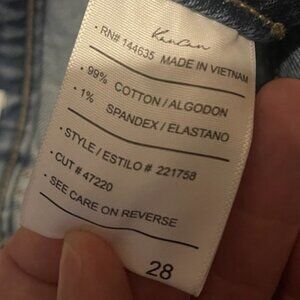 KanCan
• RN# 144635 MADE IN VIETNAM
• 99% COTTON / ALGODON
• 1% SPANDEX / ELASTANO
• STYLE / ESTILO # 221758
• CUT # 47220
• SEE CARE ON REVERSE
28